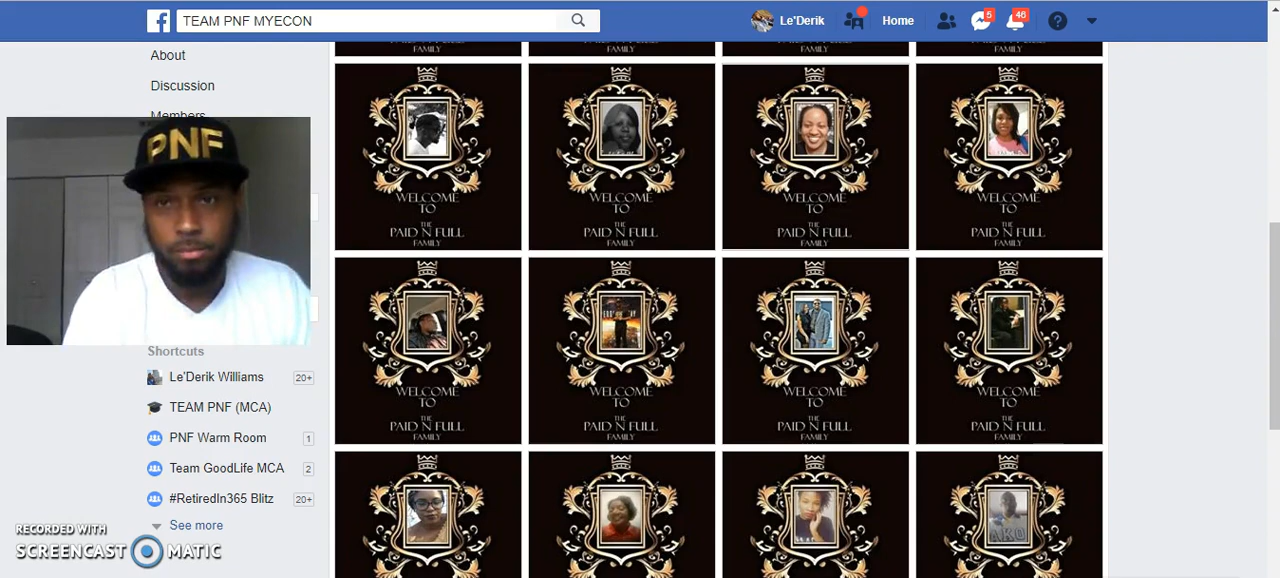 TEAM PNF MYECON
Le'Derik
Home
5
46
About
Discussion
Members
PNF
FAMILY
FAMILY
FAMILY
FAMILY
WELCOME
TO
THE
PAID N FULL
FAMILY
WELCOME
TO
THE
PAID N FULL
FAMILY
WELCOME
TO
THE
PAID N FULL
FAMILY
WELCOME
TO
THE
PAID N FULL
FAMILY
WELCOME
TO
THE
PAID N FULL
FAMILY
WELCOME
TO
THE
PAID N FULL
FAMILY
WELCOME
TO
THE
PAID N FULL
FAMILY
WELCOME
TO
THE
PAID N FULL
FAMILY
Shortcuts
Le'Derik Williams 20+
TEAM PNF (MCA)
PNF Warm Room 1
Team GoodLife MCA 2
#RetiredIn365 Blitz 20+
See more
RECORDED WITH
SCREENCAST MATIC